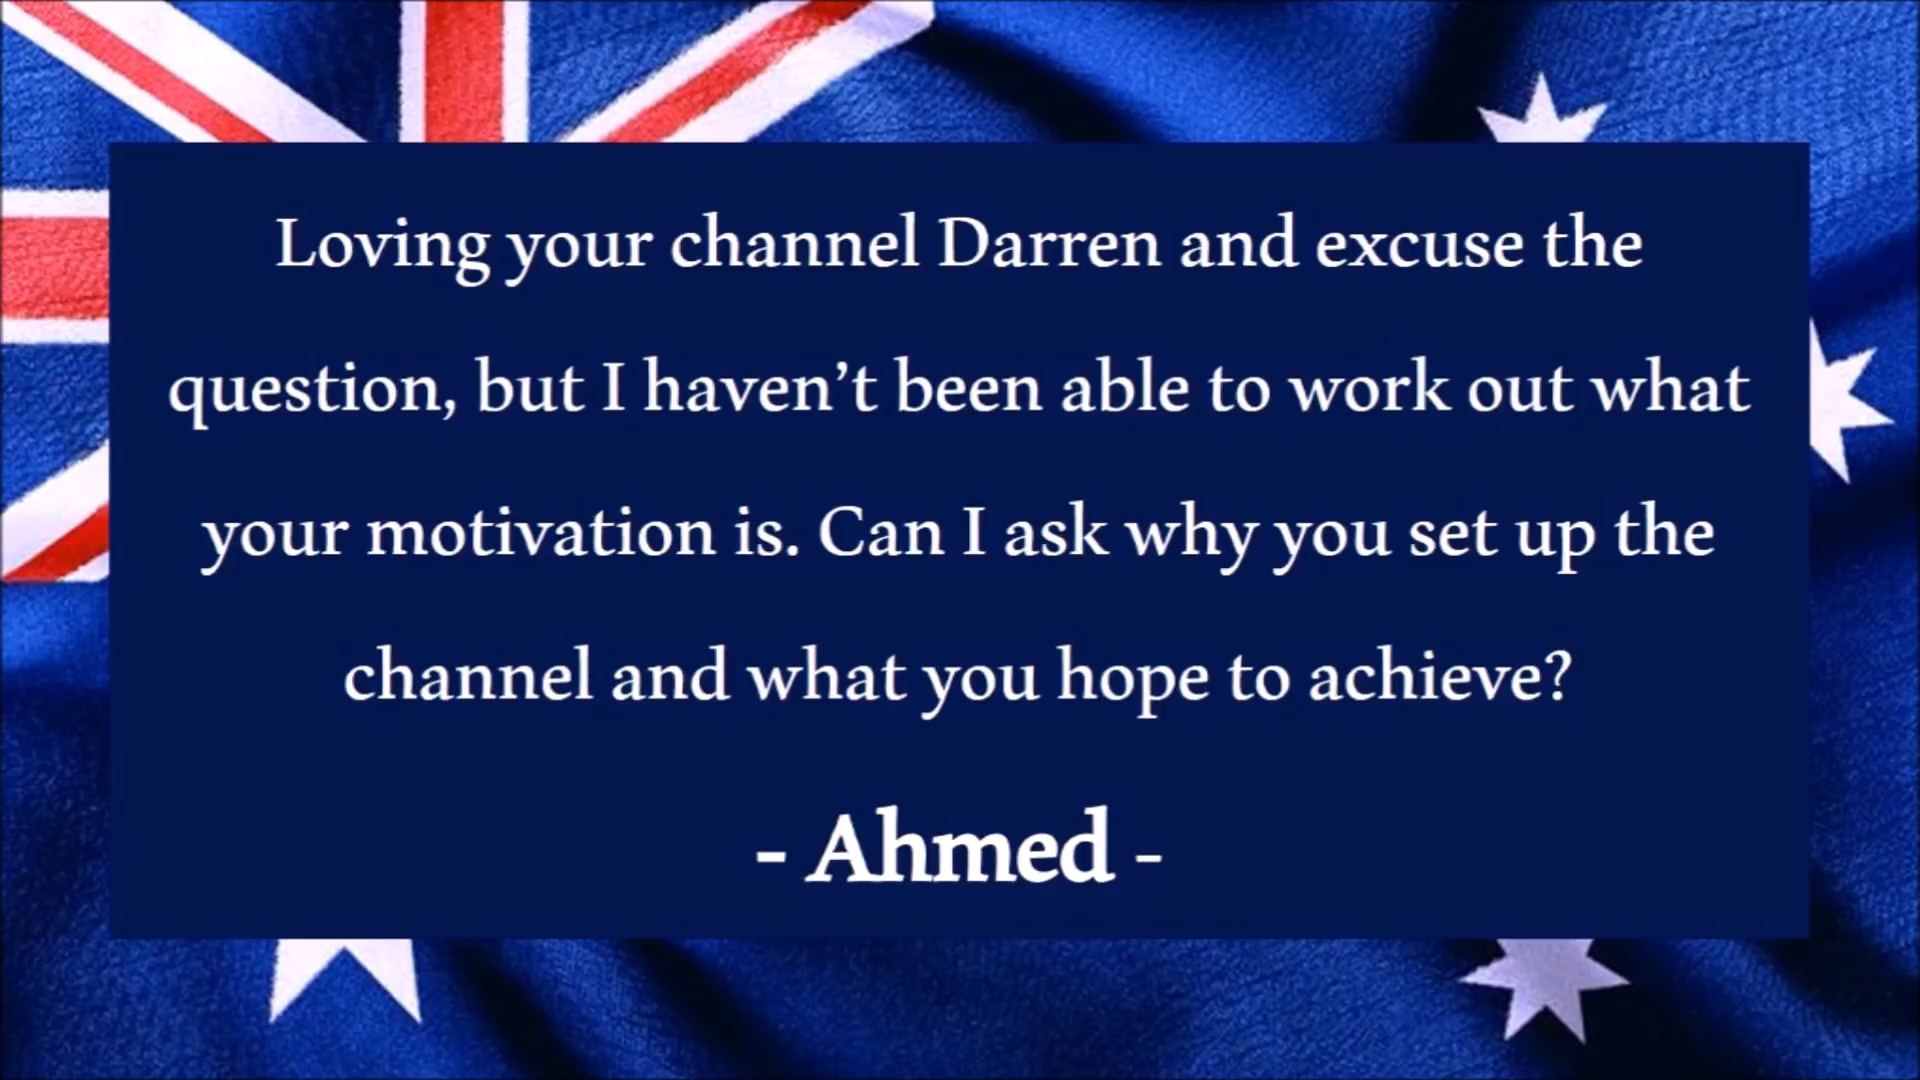 Loving your channel Darren and excuse the
question, but I haven’t been able to work out what
your motivation is. Can I ask why you set up the
channel and what you hope to achieve?
- Ahmed -